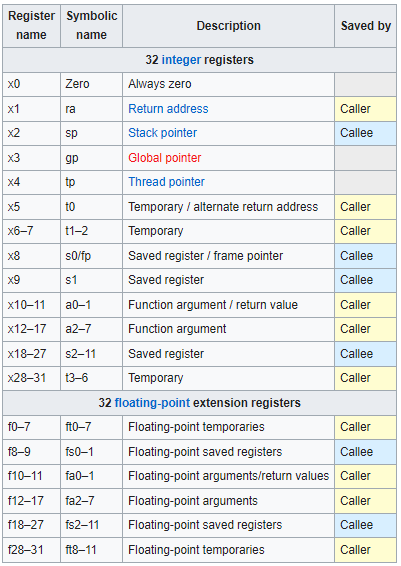 Register name Symbolic name Description Saved by
32 integer registers
x0 Zero Always zero
x1 ra Return address Caller
x2 sp Stack pointer Callee
x3 gp Global pointer
x4 tp Thread pointer
x5 t0 Temporary / alternate return address Caller
x6–7 t1–2 Temporary Caller
x8 s0/fp Saved register / frame pointer Callee
x9 s1 Saved register Callee
x10–11 a0–1 Function argument / return value Caller
x12–17 a2–7 Function argument Caller
x18–27 s2–11 Saved register Callee
x28–31 t3–6 Temporary Caller
32 floating-point extension registers
f0–7 ft0–7 Floating-point temporaries Caller
f8–9 fs0–1 Floating-point saved registers Callee
f10–11 fa0–1 Floating-point arguments/return values Caller
f12–17 fa2–7 Floating-point arguments Caller
f18–27 fs2–11 Floating-point saved registers Callee
f28–31 ft8–11 Floating-point temporaries Caller